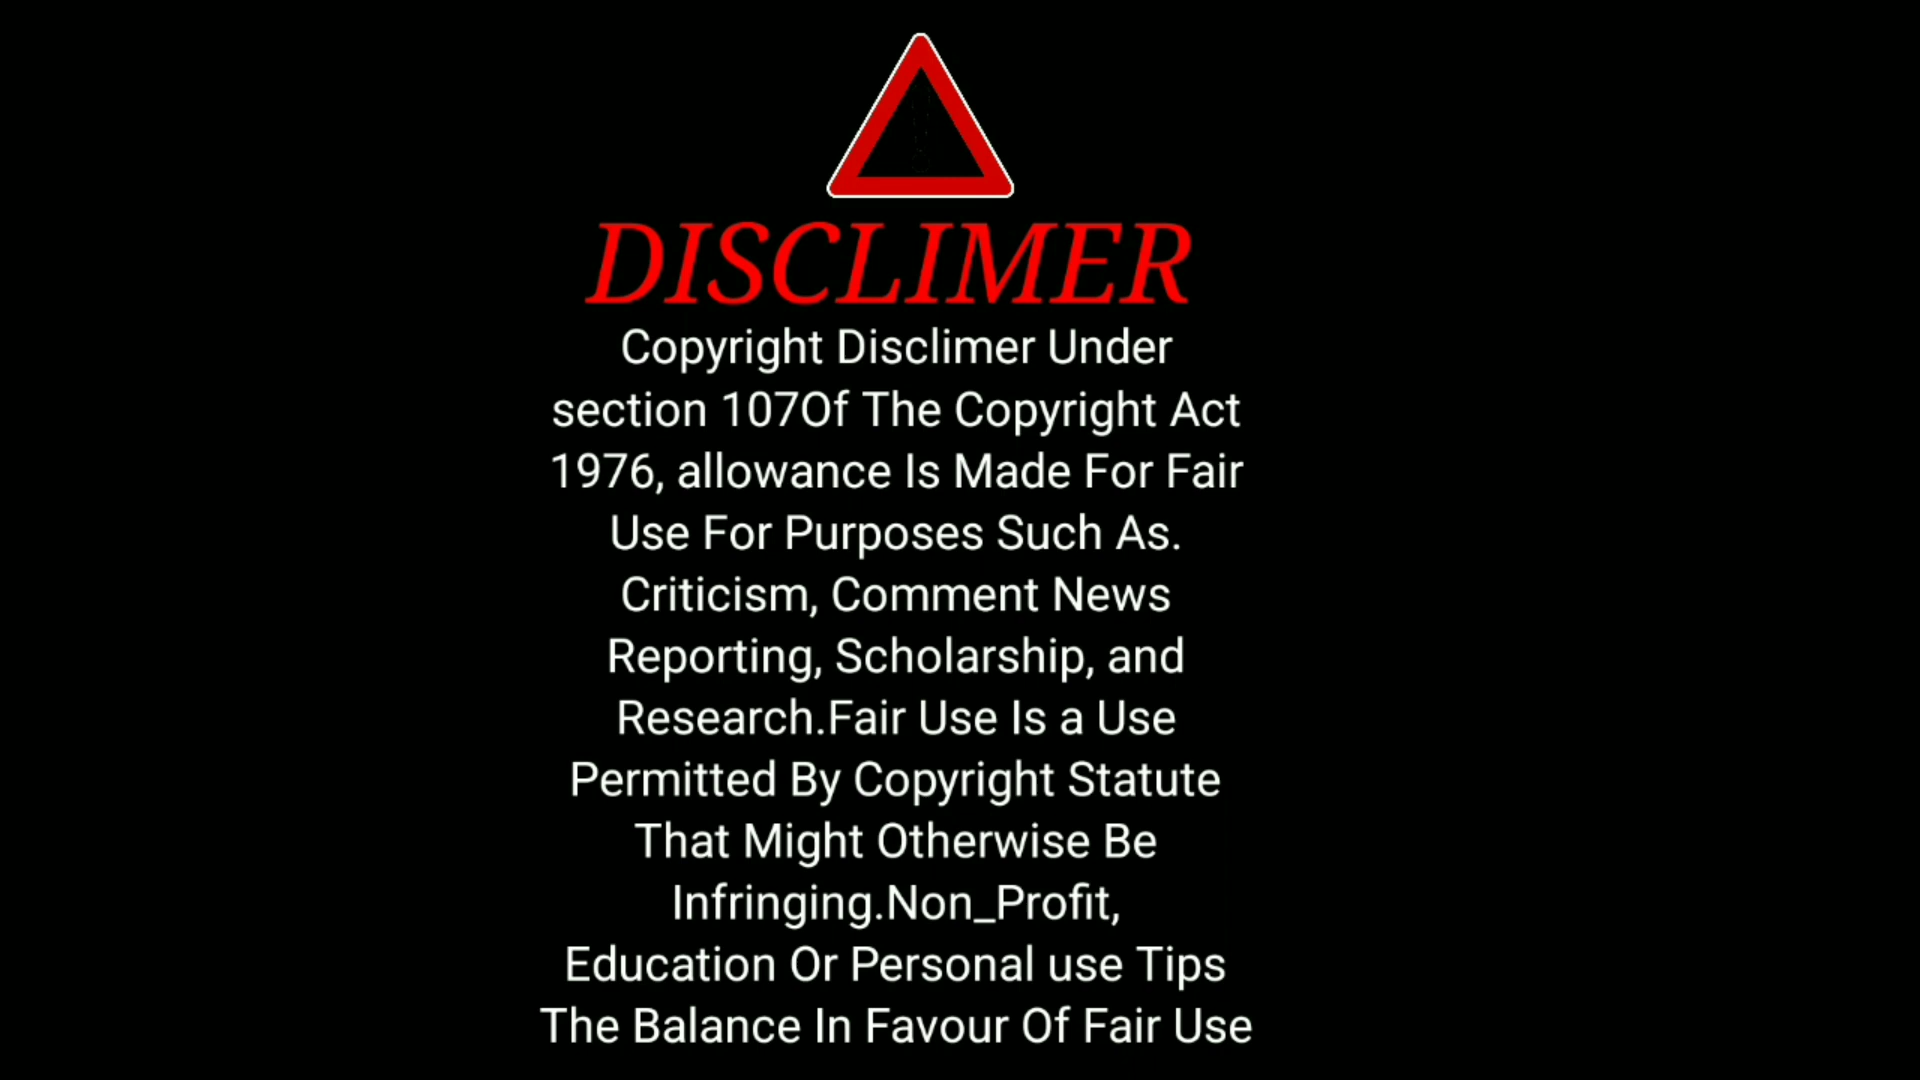 DISCLIMER
Copyright Disclimer Under
section 107Of The Copyright Act
1976, allowance Is Made For Fair
Use For Purposes Such As.
Criticism, Comment News
Reporting, Scholarship, and
Research.Fair Use Is a Use
Permitted By Copyright Statute
That Might Otherwise Be
Infringing.Non_Profit,
Education Or Personal use Tips
The Balance In Favour Of Fair Use